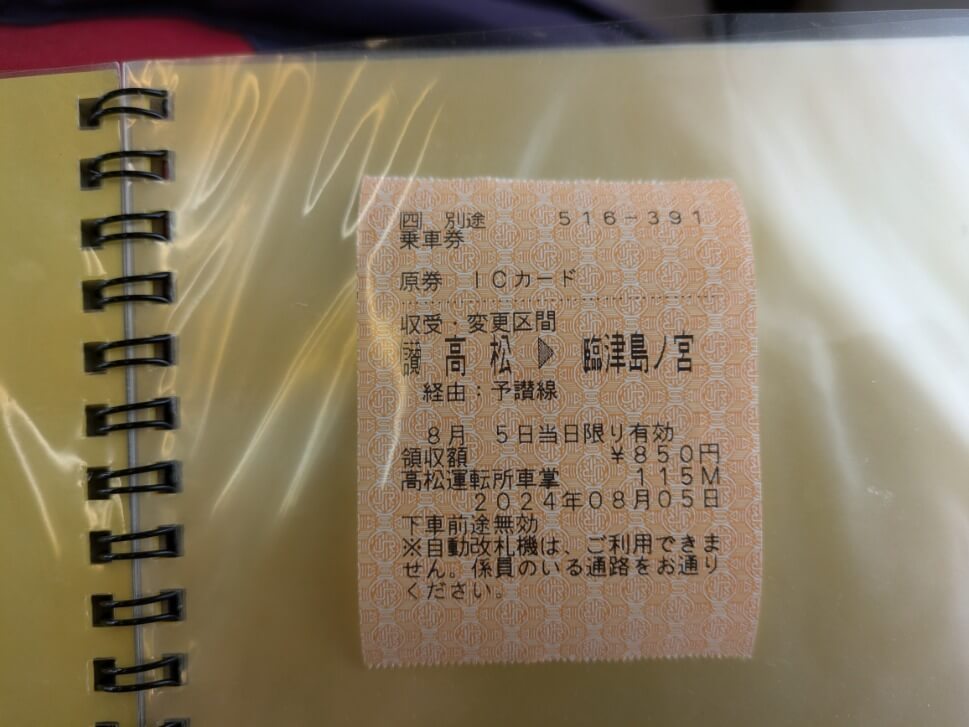 四 別途 516-391
乗車券
原券 ICカード
収受・変更区間
讃 高松 ▶ 臨津島ノ宮
経由:予讃線
8月 5日当日限り有効
領収額 ¥850円
高松運転所車掌 115M
2024年08月05日
下車前途無効
※自動改札機は、ご利用できま
せん。係員のいる通路をお通り
ください。